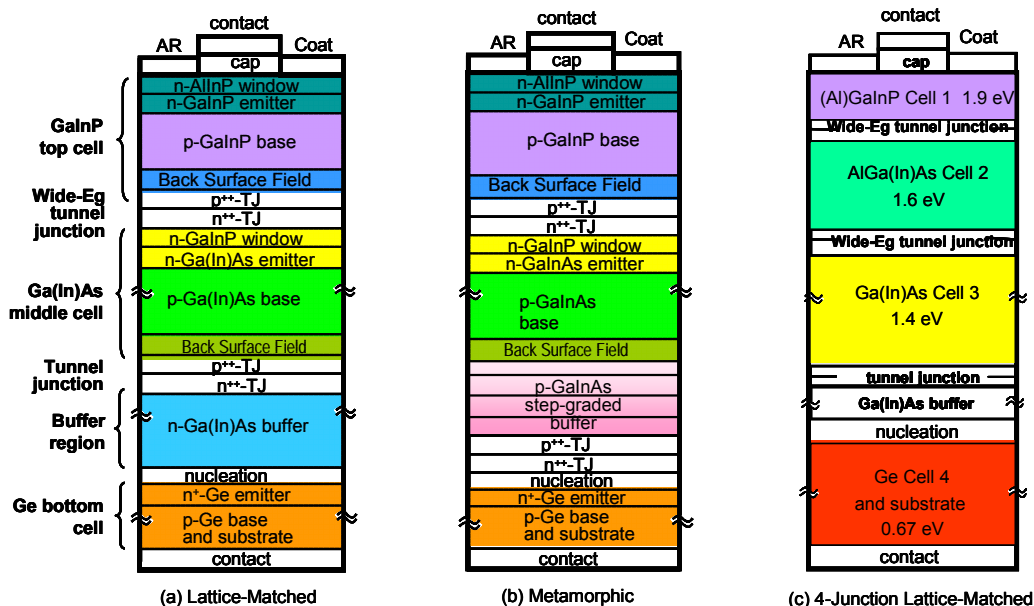 contact
AR
Coat
cap
n-AlInP window
n-GaInP emitter
GaInP
top cell
p-GaInP base
Back Surface Field
Wide-Eg
tunnel
junction
p++-TJ
n++-TJ
n-GaInP window
n-Ga(In)As emitter
Ga(In)As
middle cell
p-Ga(In)As base
Back Surface Field
Tunnel
junction
p++-TJ
n++-TJ
Buffer
region
n-Ga(In)As buffer
nucleation
Ge bottom
cell
n+-Ge emitter
p-Ge base
and substrate
contact
(a) Lattice-Matched
contact
AR
Coat
cap
n-AlInP window
n-GaInP emitter
p-GaInP base
Back Surface Field
p++-TJ
n++-TJ
n-GaInP window
n-GaInAs emitter
p-GaInAs
base
Back Surface Field
p-GaInAs
step-graded
buffer
p++-TJ
n++-TJ
nucleation
n+-Ge emitter
p-Ge base
and substrate
contact
(b) Metamorphic
contact
AR
Coat
cap
(Al)GaInP Cell 1 1.9 eV
Wide-Eg tunnel junction
AlGa(In)As Cell 2
1.6 eV
Wide-Eg tunnel junction
Ga(In)As Cell 3
1.4 eV
tunnel junction
Ga(In)As buffer
nucleation
Ge Cell 4
and substrate
0.67 eV
contact
(c) 4-Junction Lattice-Matched